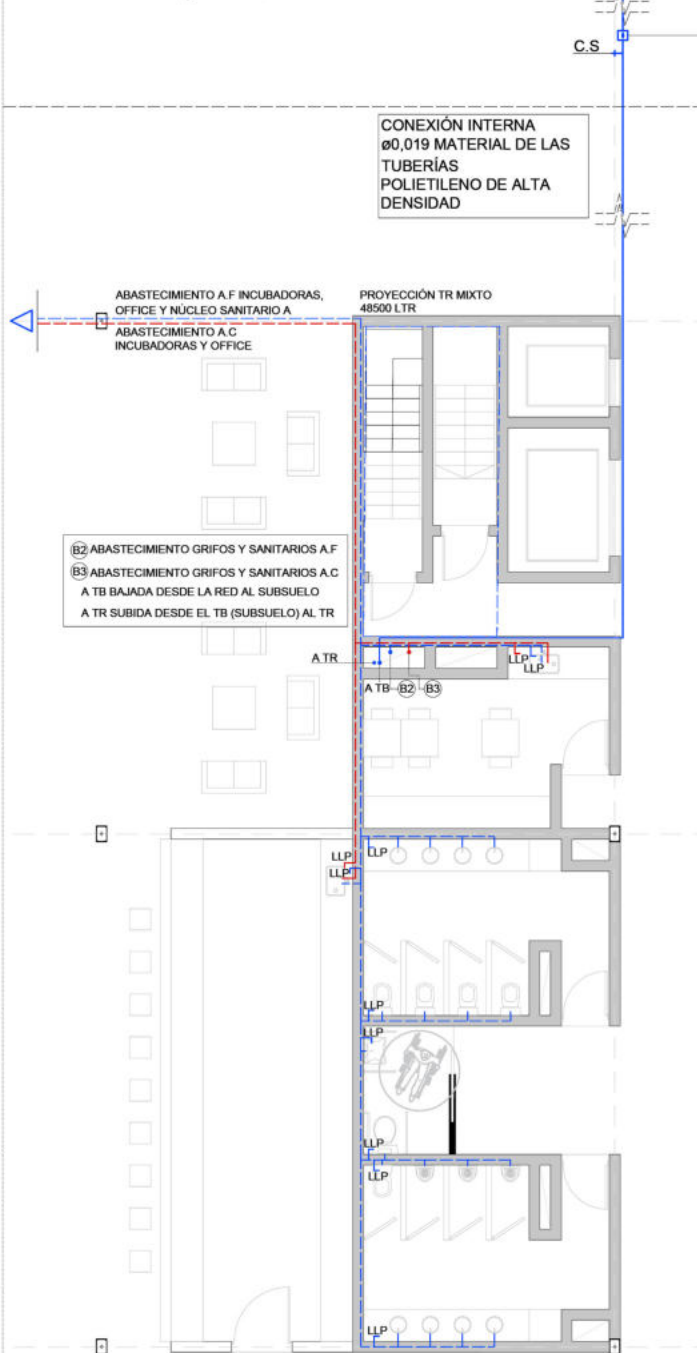 C.S
CONEXIÓN INTERNA
ø0,019 MATERIAL DE LAS
TUBERÍAS
POLIETILENO DE ALTA
DENSIDAD
ABASTECIMIENTO A.F INCUBADORAS,
OFFICE Y NÚCLEO SANITARIO A
ABASTECIMIENTO A.C
INCUBADORAS Y OFFICE
PROYECCIÓN TR MIXTO
48500 LTR
B2 ABASTECIMIENTO GRIFOS Y SANITARIOS A.F
B3 ABASTECIMIENTO GRIFOS Y SANITARIOS A.C
A TB BAJADA DESDE LA RED AL SUBSUELO
A TR SUBIDA DESDE EL TB (SUBSUELO) AL TR
A TR
LLP
LLP
A TB B2 B3
LLP
LLP
LLP
LLP
LLP
LLP
LLP
LLP